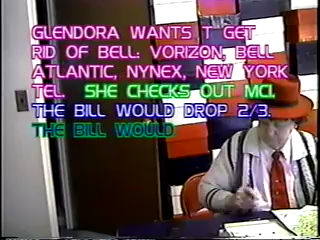 GLENDORA WANTS T GET
RID OF BELL: VORIZON, BELL
ATLANTIC, NYNEX, NEW YORK
TEL. SHE CHECKS OUT MCI.
THE BILL WOULD DROP 2/3.
THE BILL WOULD